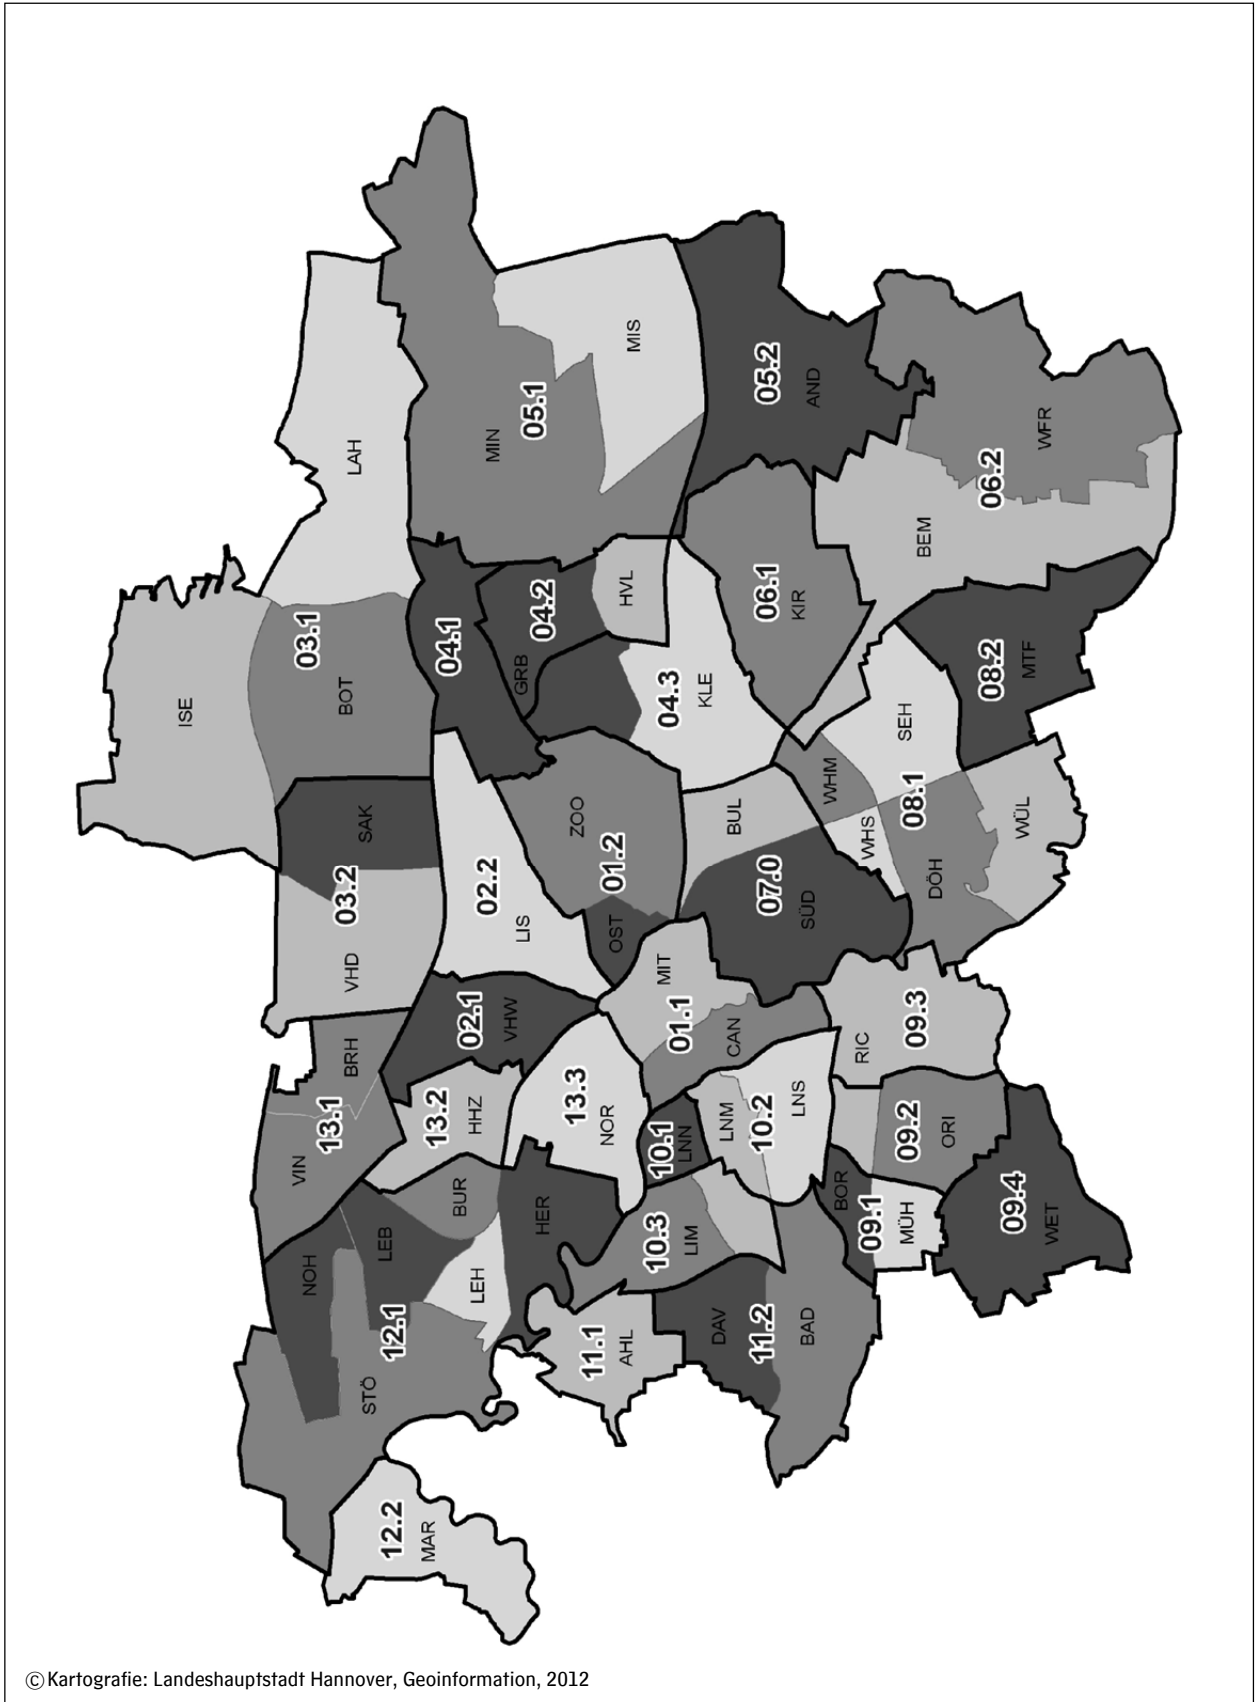 ISE
03.1
BOT
LAH
MIN
05.1
MIS
05.2
AND
WFR
06.2
BEM
06.1
KIR
HVL
04.2
GRB
04.1
04.3
KLE
08.2
MTF
SEH
08.1
WHM
WHS
DÖH
WÜL
BUL
07.0
SÜD
ZOO
01.2
OST
SAK
03.2
VHD
02.2
LIS
02.1
VHW
MIT
01.1
CAN
RIC
09.3
BRH
13.1
VIN
13.2
HHZ
13.3
NOR
10.1
LNN
LNM
10.2
LNS
09.2
ORI
BOR
09.1
MÜH
09.4
WET
BUR
HER
10.3
LIM
NOH
LEB
LEH
12.1
STÖ
11.1
AHL
DAV
11.2
BAD
12.2
MAR
© Kartografie: Landeshauptstadt Hannover, Geoinformation, 2012